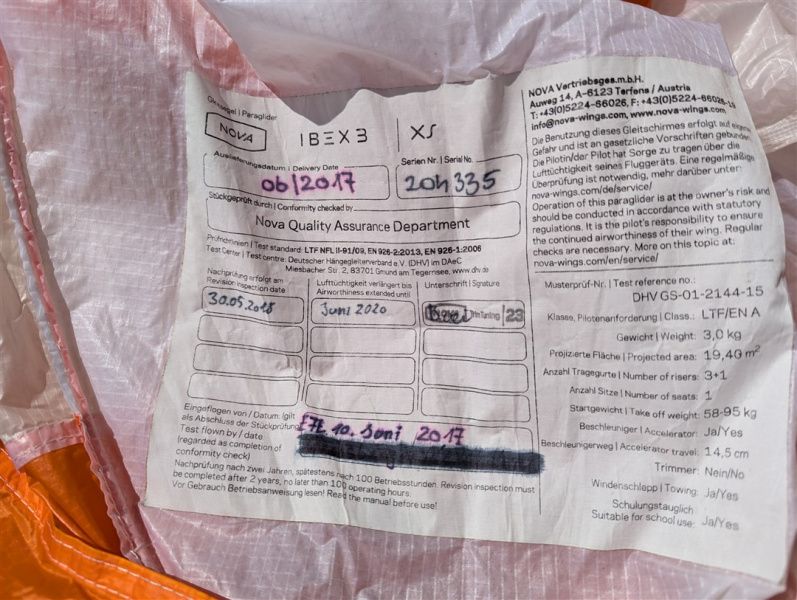 Gleitsegel | Paraglider
NOVA IBEX 3 XS
Auslieferungsdatum | Delivery Date
06/2017
Serien Nr. | Serial No.
20h335
Stückgeprüft durch | Conformity checked by
Nova Quality Assurance Department
Prüfrichtlinien | Test standard: LTF NFL II-91/09, EN 926-2:2013, EN 926-1:2006
Test Center | Test centre: Deutscher Hängegleiterverband e.V. (DHV) im DAeC
Miesbacher Str. 2, 83701 Gmund am Tegernsee, www.dhv.de
Nachprüfung erfolgt am
Revision inspection date
30.05.2018
Lufttüchtigkeit verlängert bis
Airworthiness extended until
Juni 2020
Unterschrift | Signature
TrimTuning 23
Eingeflogen von / Datum (gilt
als Abschluss der Stückprüfung)
Test flown by / date
(regarded as completion of
conformity check)
10. Juni 2017
Nachprüfung nach zwei Jahren, spätestens nach 100 Betriebsstunden. Revision inspection must
be completed after 2 years, no later than 100 operating hours.
Vor Gebrauch Betriebsanweisung lesen! Read the manual before use!
NOVA Vertriebsges.m.b.H.
Auweg 14, A-6123 Terfens / Austria
T: +43(0)5224-66026, F: +43(0)5224-66026-15
info@nova-wings.com, www.nova-wings.com
Die Benutzung dieses Gleitschirmes erfolgt auf eigene
Gefahr und ist an gesetzliche Vorschriften gebunden.
Die Pilotin/der Pilot hat Sorge zu tragen über die
Lufttüchtigkeit seines Fluggeräts. Eine regelmäßige
Überprüfung ist notwendig, mehr darüber unter:
nova-wings.com/de/service/
Operation of this paraglider is at the owner's risk and
should be conducted in accordance with statutory
regulations. It is the pilot's responsibility to ensure
the continued airworthiness of their wing. Regular
checks are necessary. More on this topic at:
nova-wings.com/en/service/
Musterprüf-Nr. | Test reference no.:
DHV GS-01-2144-15
Klasse, Pilotenanforderung | Class.: LTF/EN A
Gewicht | Weight: 3,0 kg
Projizierte Fläche | Projected area: 19,40 m²
Anzahl Tragegurte | Number of risers: 3+1
Anzahl Sitze | Number of seats: 1
Startgewicht | Take off weight: 58-95 kg
Beschleuniger | Accelerator: Ja/Yes
Beschleunigerweg | Accelerator travel: 14,5 cm
Trimmer: Nein/No
Windenschlepp | Towing: Ja/Yes
Schulungstauglich
Suitable for school use: Ja/Yes